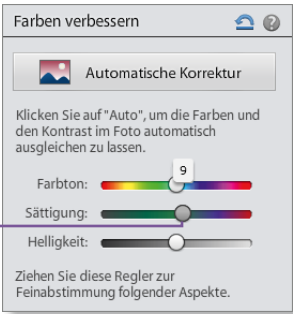 Farben verbessern
Automatische Korrektur
Klicken Sie auf "Auto", um die Farben und
den Kontrast im Foto automatisch
ausgleichen zu lassen.
9
Farbton:
Sättigung:
Helligkeit:
Ziehen Sie diese Regler zur
Feinabstimmung folgender Aspekte.